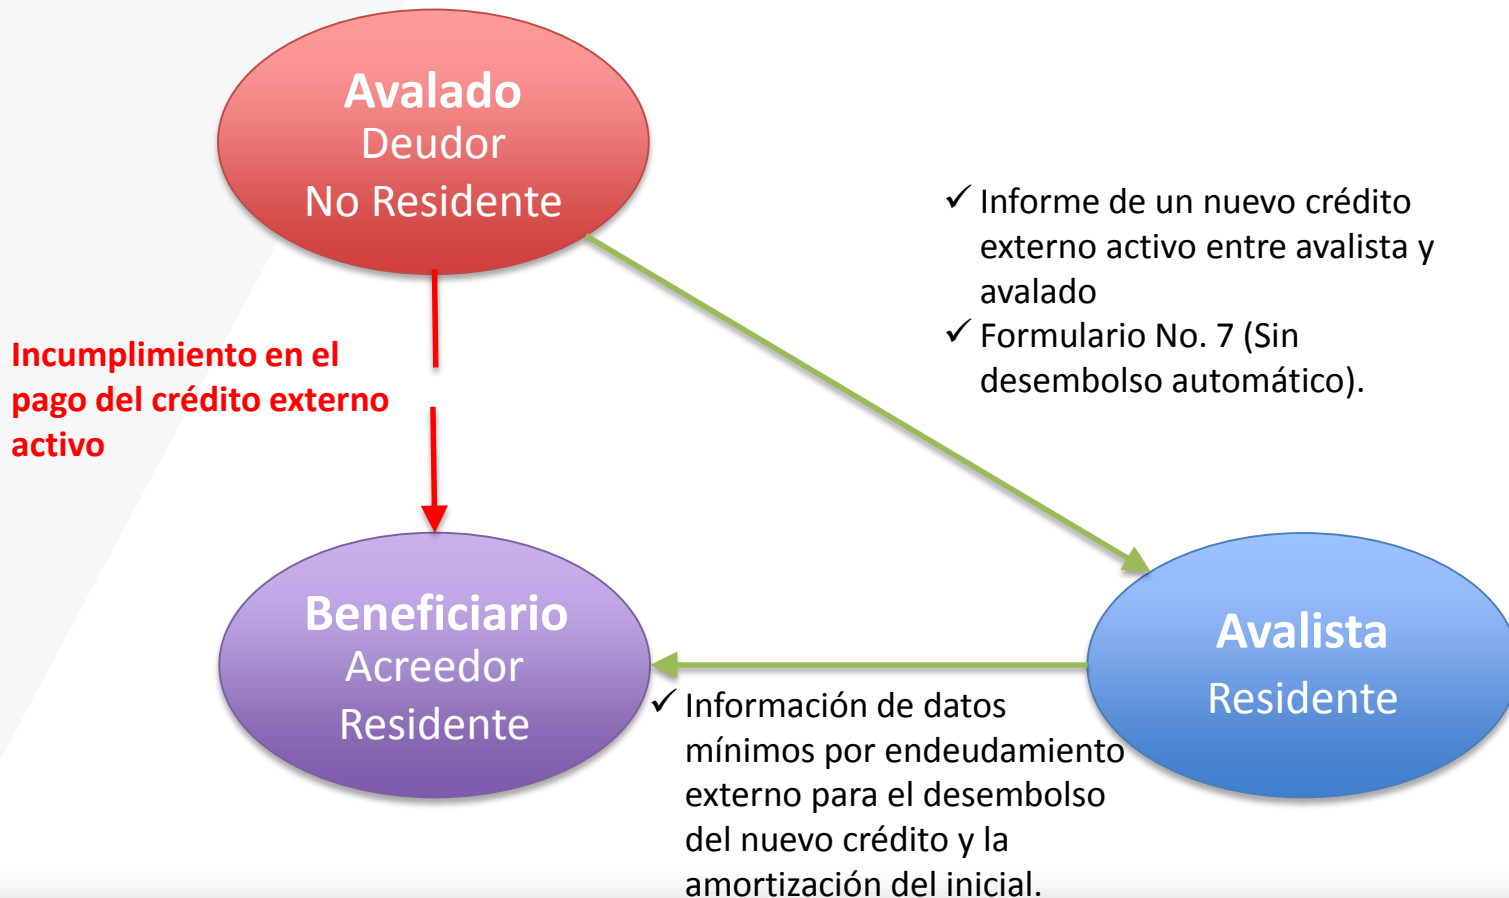 Avalado
Deudor
No Residente
✓ Informe de un nuevo crédito
externo activo entre avalista y
avalado
✓ Formulario No. 7 (Sin
desembolso automático).
Incumplimiento en el
pago del crédito externo
activo
Beneficiario
Acreedor
Residente
Avalista
Residente
✓ Información de datos
mínimos por endeudamiento
externo para el desembolso
del nuevo crédito y la
amortización del inicial.